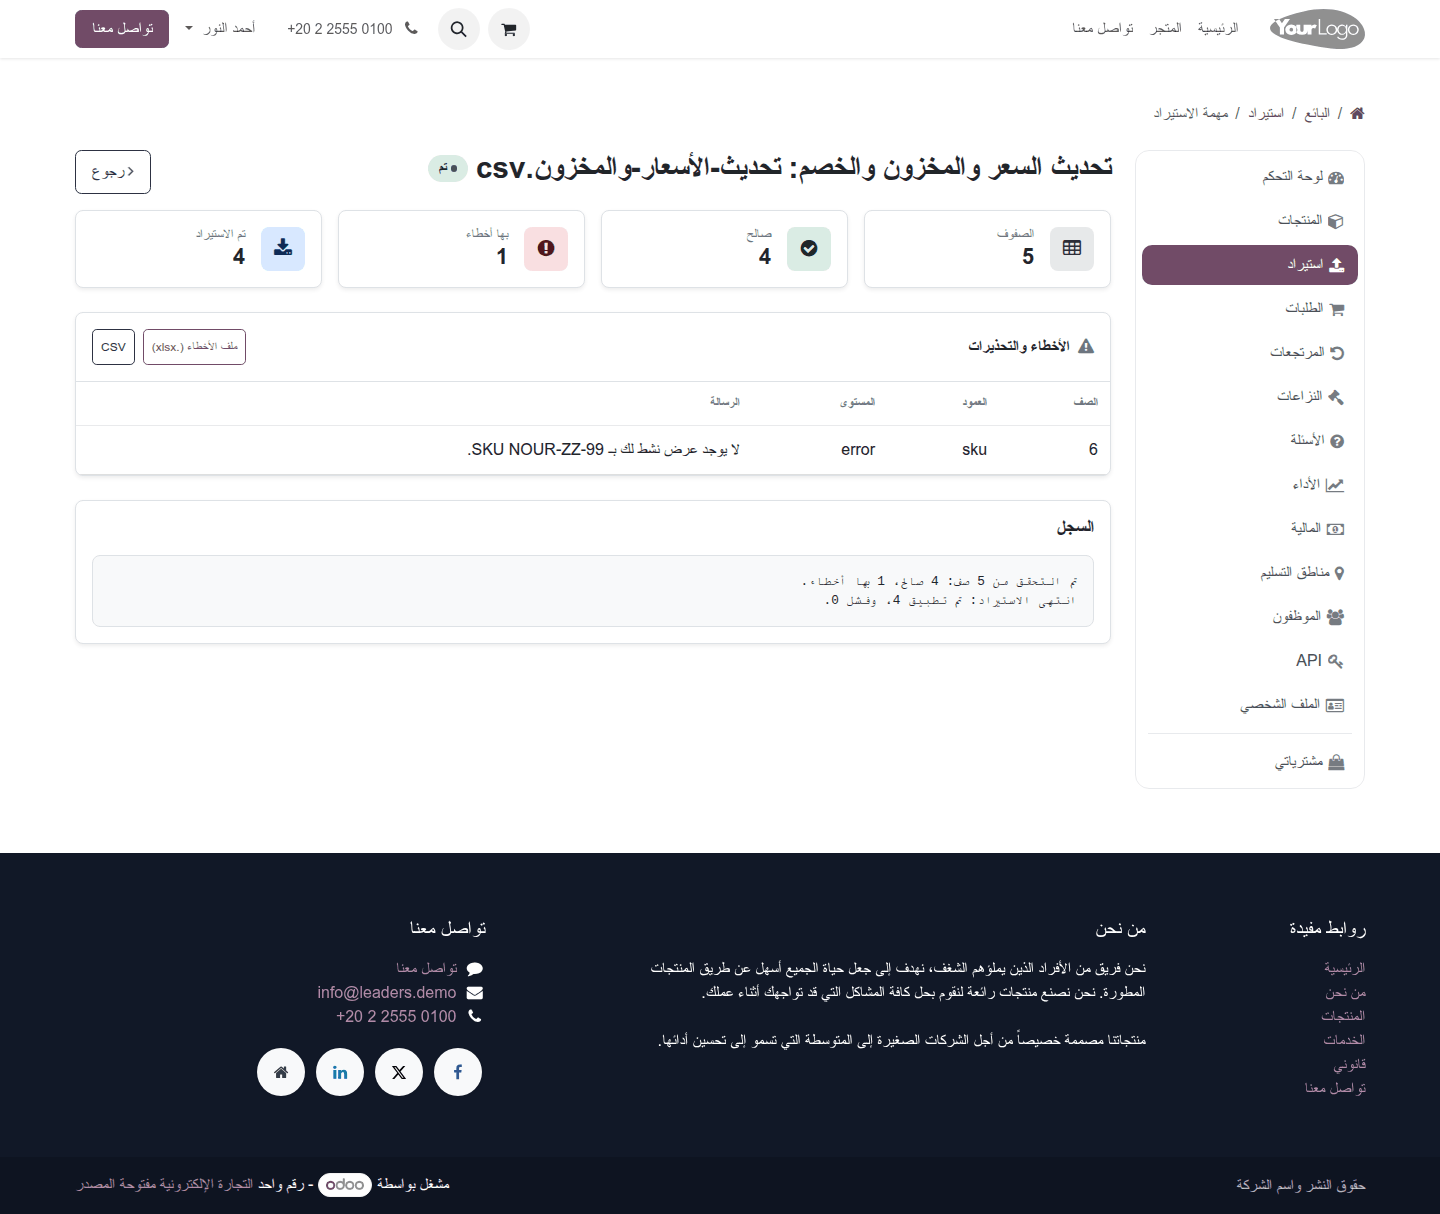 YourLogo
الرئيسية
المتجر
تواصل معنا
+20 2 2555 0100
أحمد النور
تواصل معنا
البائع / استيراد / مهمة الاستيراد
لوحة التحكم
المنتجات
استيراد
الطلبات
المرتجعات
النزاعات
الأسئلة
الأداء
المالية
مناطق التسليم
الموظفون
API
الملف الشخصي
مشترياتي
تحديث السعر والمخزون والخصم: تحديث-الأسعار-والمخزون.csv
تم
رجوع
الصفوف
5
صالح
4
بها أخطاء
1
تم الاستيراد
4
الأخطاء والتحذيرات
ملف الأخطاء (.xlsx)
CSV
الصف العمود المستوى الرسالة
6 sku error لا يوجد عرض نشط لك بـ SKU NOUR-ZZ-99.
السجل
تم التحقق من 5 صف: 4 صالح، 1 بها أخطاء.
انتهى الاستيراد: تم تطبيق 4، وفشل 0.
روابط مفيدة
الرئيسية
من نحن
المنتجات
الخدمات
قانوني
تواصل معنا
من نحن
نحن فريق من الأفراد الذين يملؤهم الشغف، نهدف إلى جعل حياة الجميع أسهل عن طريق المنتجات
المطورة. نحن نصنع منتجات رائعة لنقوم بحل كافة المشاكل التي قد تواجهك أثناء عملك.
منتجاتنا مصممة خصيصاً من أجل الشركات الصغيرة إلى المتوسطة التي تسمو إلى تحسين أدائها.
تواصل معنا
تواصل معنا
info@leaders.demo
+20 2 2555 0100
حقوق النشر واسم الشركة
مشغل بواسطة odoo - رقم واحد التجارة الإلكترونية مفتوحة المصدر